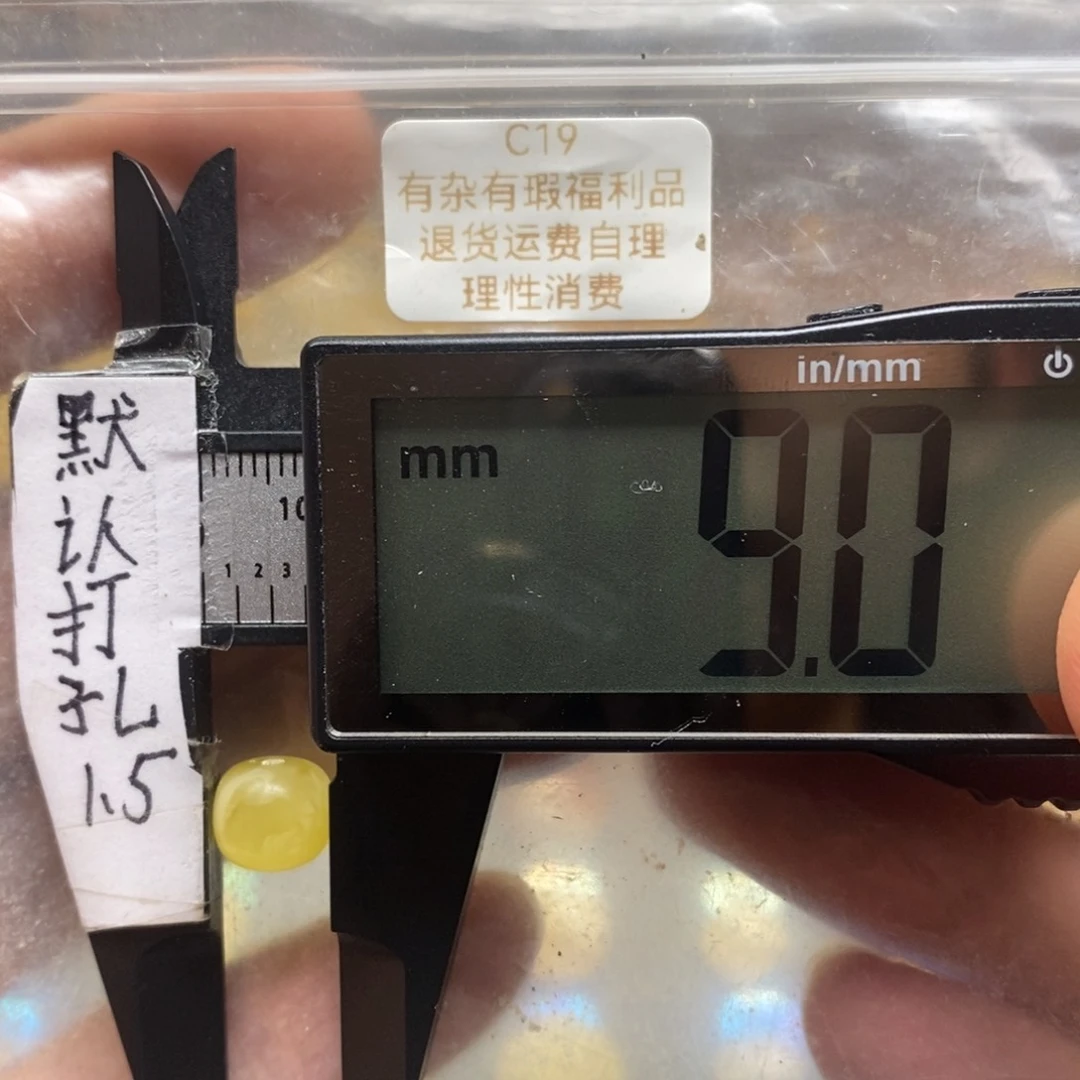 C19
有杂有瑕福利品
退货运费自理
理性消费
in/mm
mm
9.0
10
1 2 3
默
认
打
孔
1.5